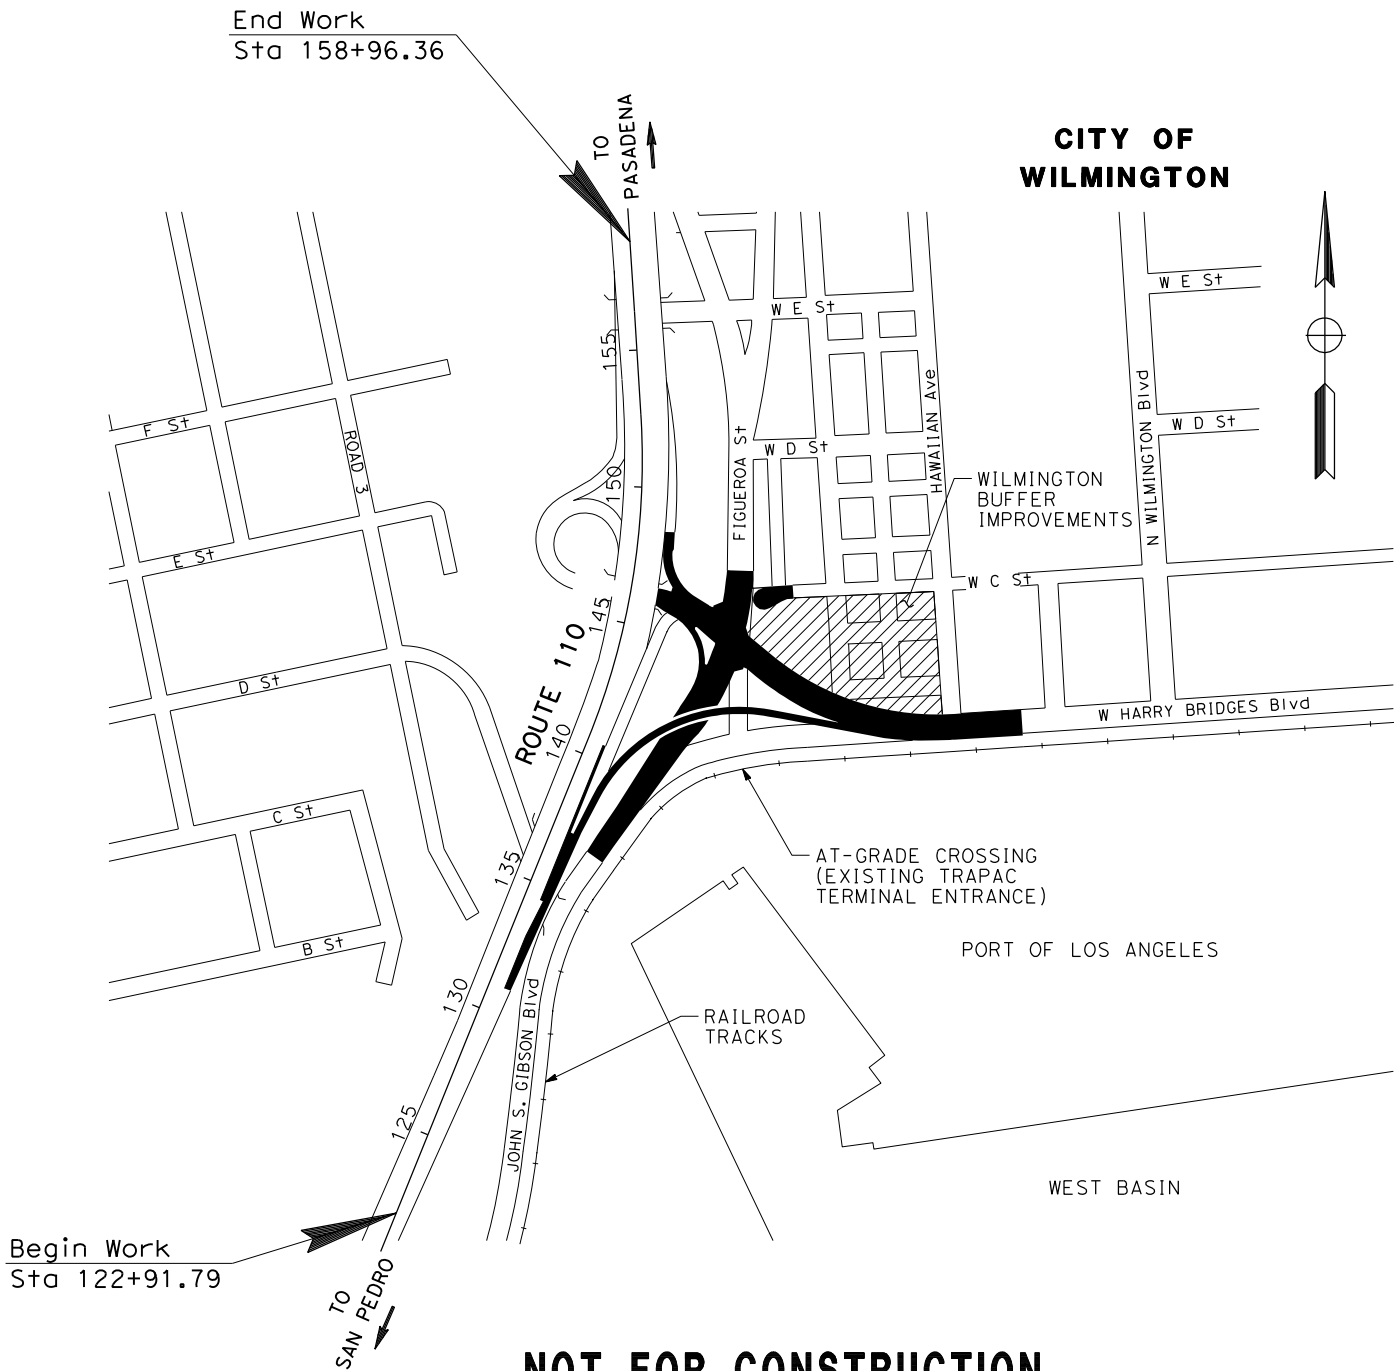 End Work
Sta 158+96.36
TO
PASADENA
CITY OF
WILMINGTON
W E St
W E St
155
HAWAIIAN Ave
N WILMINGTON Blvd
F St
ROAD 3
W D St
W D St
FIGUEROA St
150
WILMINGTON
BUFFER
IMPROVEMENTS
E St
W C St
145
ROUTE 110
D St
W HARRY BRIDGES Blvd
140
C St
135
AT-GRADE CROSSING
(EXISTING TRAPAC
TERMINAL ENTRANCE)
B St
PORT OF LOS ANGELES
130
RAILROAD
TRACKS
JOHN S. GIBSON Blvd
125
WEST BASIN
Begin Work
Sta 122+91.79
TO
SAN PEDRO
NOT FOR CONSTRUCTION